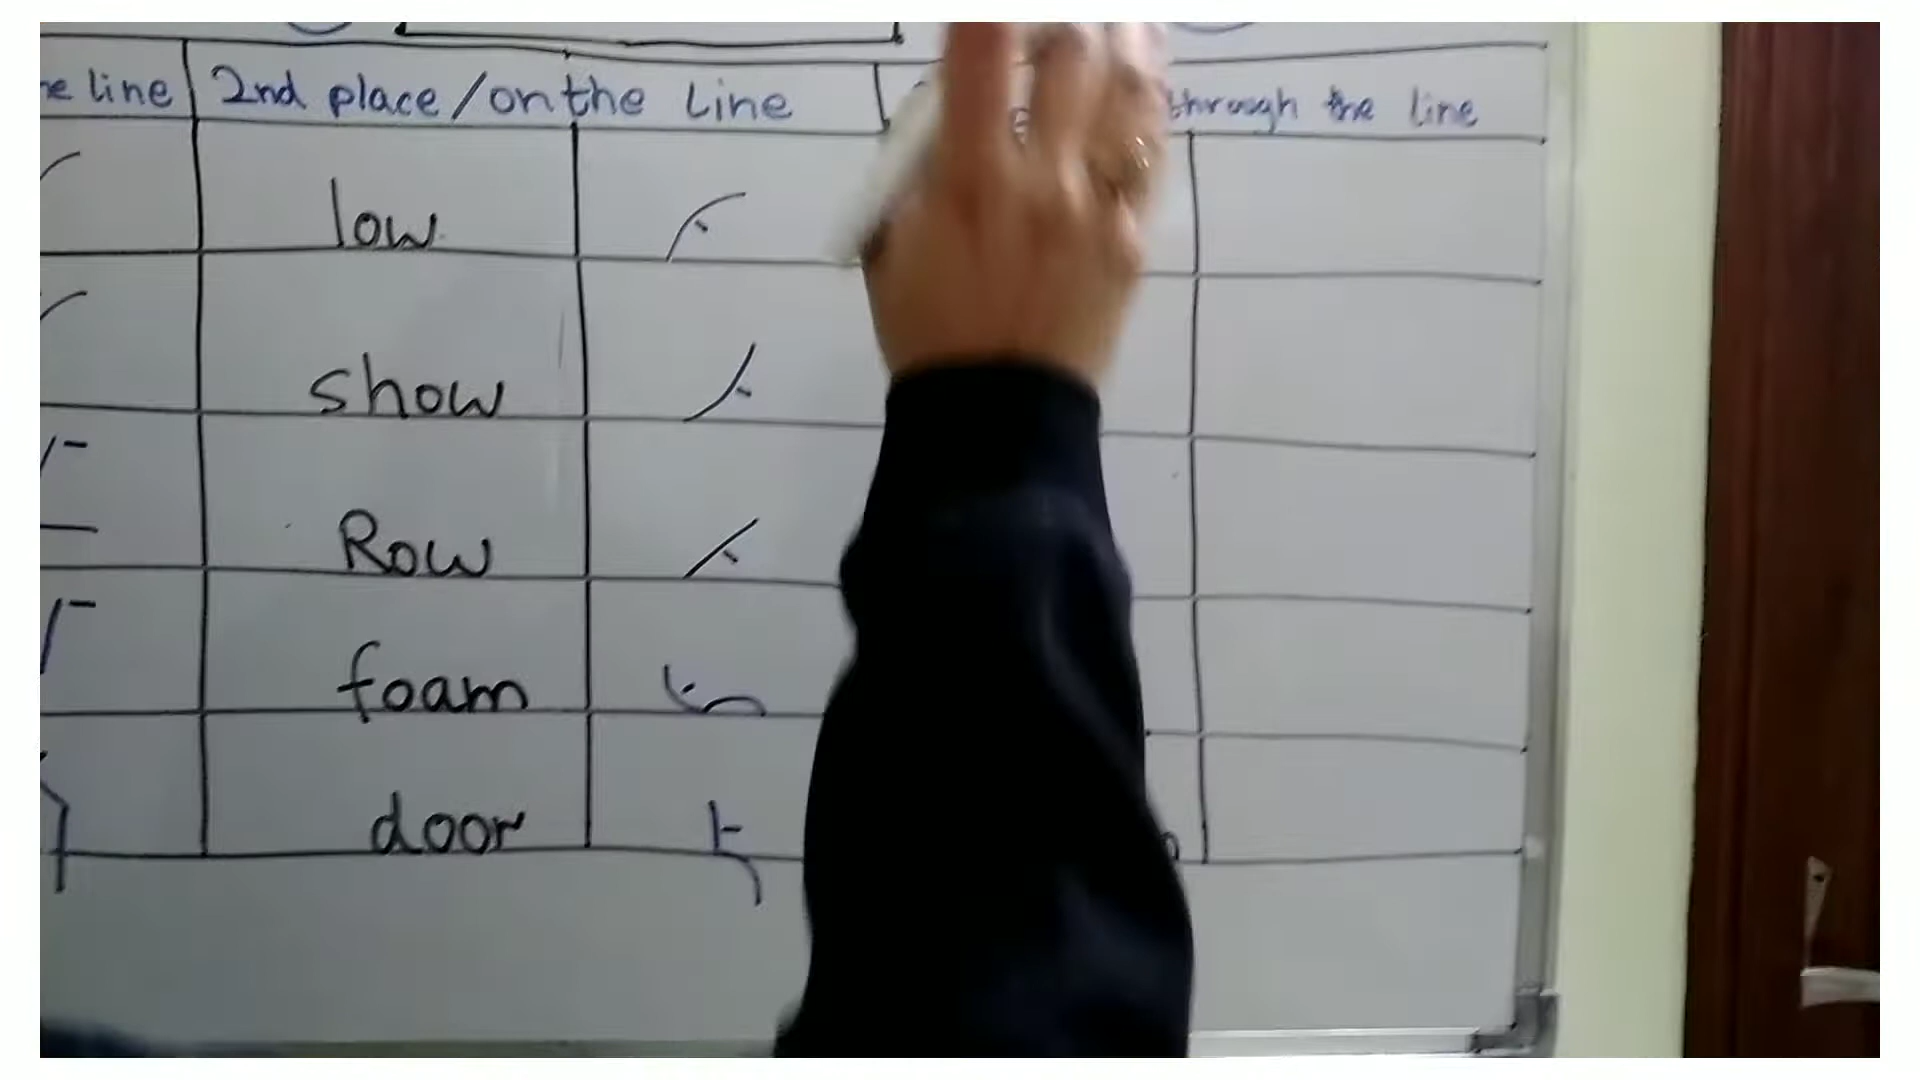 line 2nd place/on the Line through the line
low
show
Row
foam
door